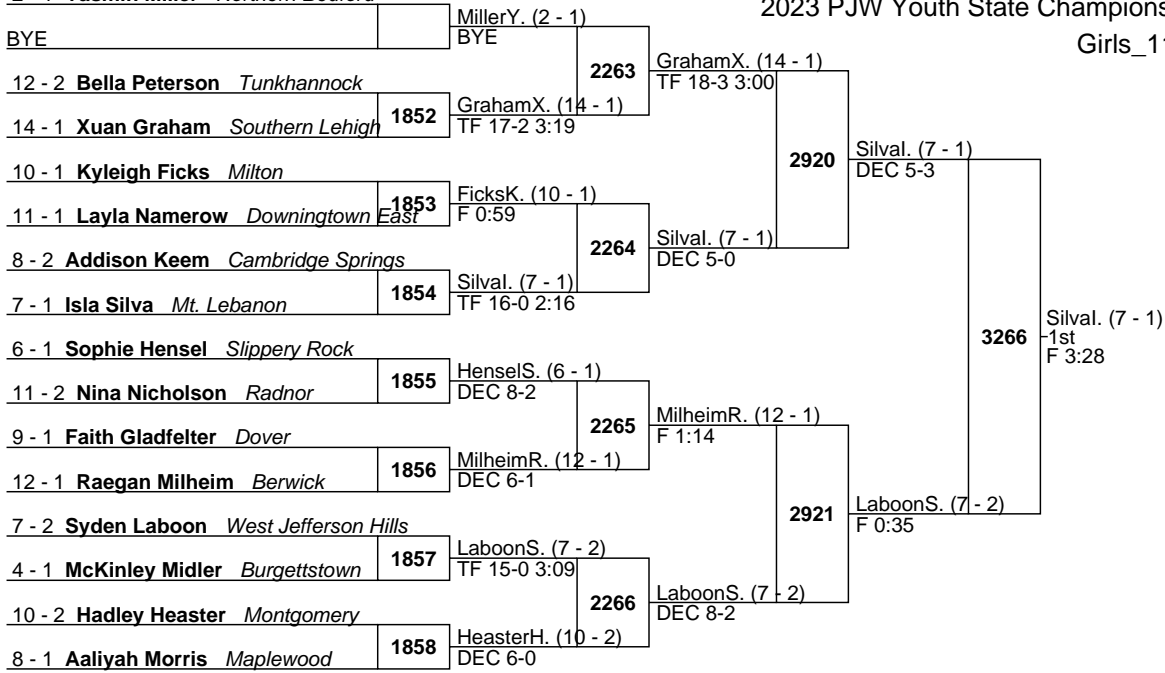 2023 PJW Youth State Champions
Girls_11
2 - 1 Yasmin Miller Northern Bedford
BYE
12 - 2 Bella Peterson Tunkhannock
14 - 1 Xuan Graham Southern Lehigh
10 - 1 Kyleigh Ficks Milton
11 - 1 Layla Namerow Downingtown East
8 - 2 Addison Keem Cambridge Springs
7 - 1 Isla Silva Mt. Lebanon
6 - 1 Sophie Hensel Slippery Rock
11 - 2 Nina Nicholson Radnor
9 - 1 Faith Gladfelter Dover
12 - 1 Raegan Milheim Berwick
7 - 2 Syden Laboon West Jefferson Hills
4 - 1 McKinley Midler Burgettstown
10 - 2 Hadley Heaster Montgomery
8 - 1 Aaliyah Morris Maplewood
1852
1853
1854
1855
1856
1857
1858
MillerY. (2 - 1)
BYE
GrahamX. (14 - 1)
TF 17-2 3:19
FicksK. (10 - 1)
F 0:59
SilvaI. (7 - 1)
TF 16-0 2:16
HenselS. (6 - 1)
DEC 8-2
MilheimR. (12 - 1)
DEC 6-1
LaboonS. (7 - 2)
TF 15-0 3:09
HeasterH. (10 - 2)
DEC 6-0
2263
2264
2265
2266
GrahamX. (14 - 1)
TF 18-3 3:00
SilvaI. (7 - 1)
DEC 5-0
MilheimR. (12 - 1)
F 1:14
LaboonS. (7 - 2)
DEC 8-2
2920
2921
SilvaI. (7 - 1)
DEC 5-3
LaboonS. (7 - 2)
F 0:35
3266
SilvaI. (7 - 1)
1st
F 3:28